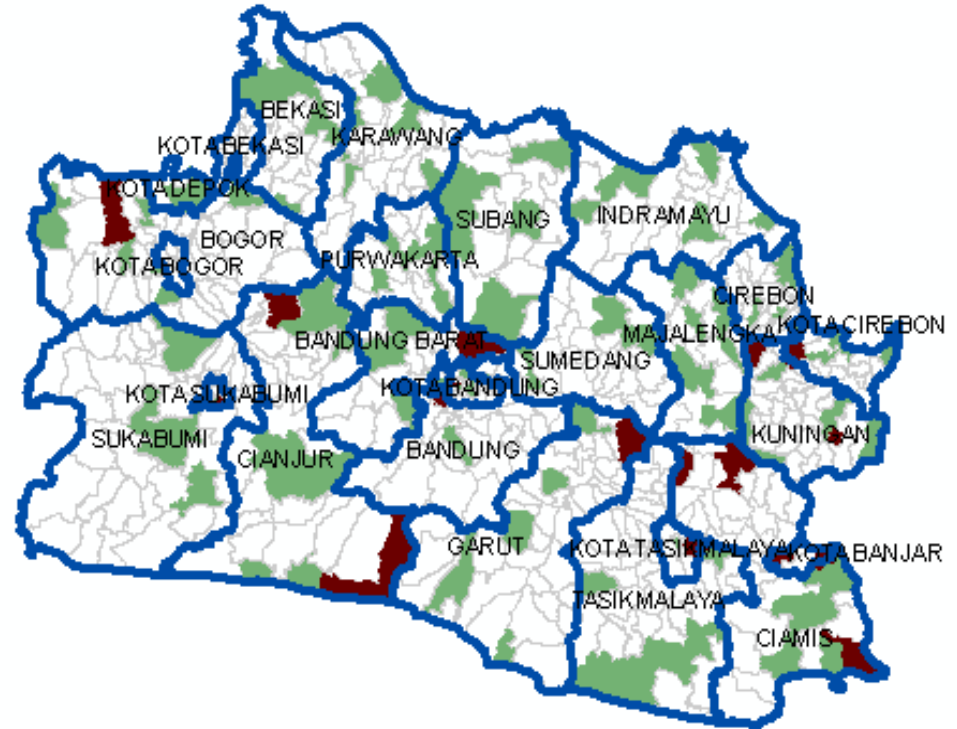 BEKASI
KARAWANG
KOTABEKASI
KOTADEPOK
SUBANG
INDRAMAYU
BOGOR
PURWAKARTA
KOTABOGOR
CIREBON
BANDUNG BARAT
MAJALENGKA
KOTACIREBON
SUMEDANG
KOTASUKABUMI
KOTABANDUNG
SUKABUMI
CIANJUR
BANDUNG
KUNINGAN
GARUT
KOTATASIKMALAYA
KOTABANJAR
TASIKMALAYA
CIAMIS